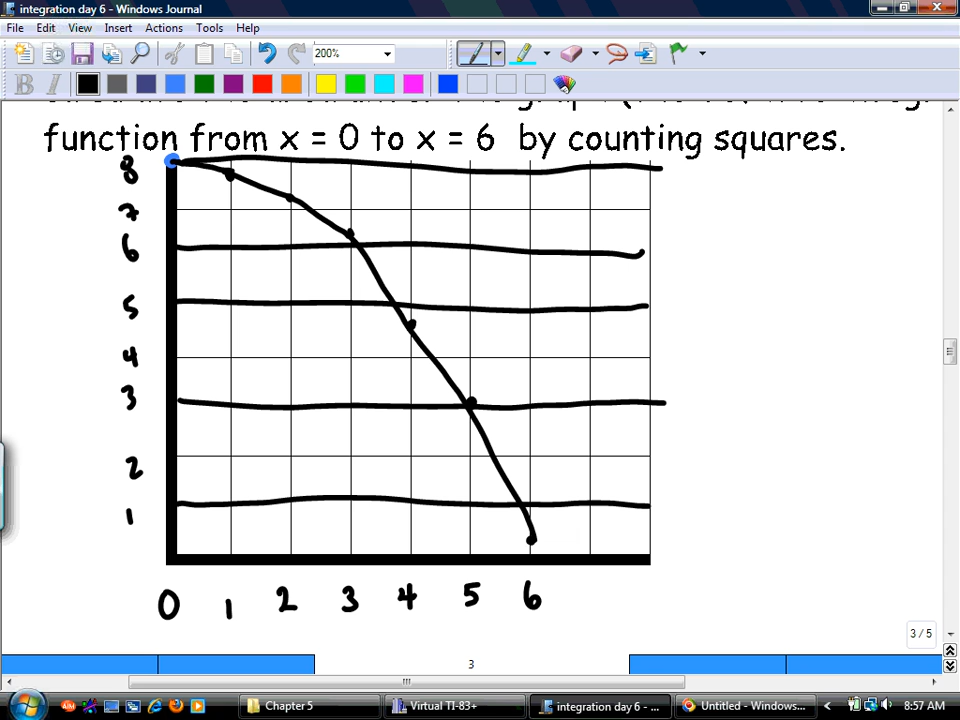 integration day 6 - Windows Journal
File Edit View Insert Actions Tools Help
200%
B I
function from x = 0 to x = 6 by counting squares.
8
7
6
5
4
3
2
1
0 1 2 3 4 5 6
3 / 5
3
Chapter 5 Virtual TI-83+ integration day 6 - ... Untitled - Windows... 8:57 AM